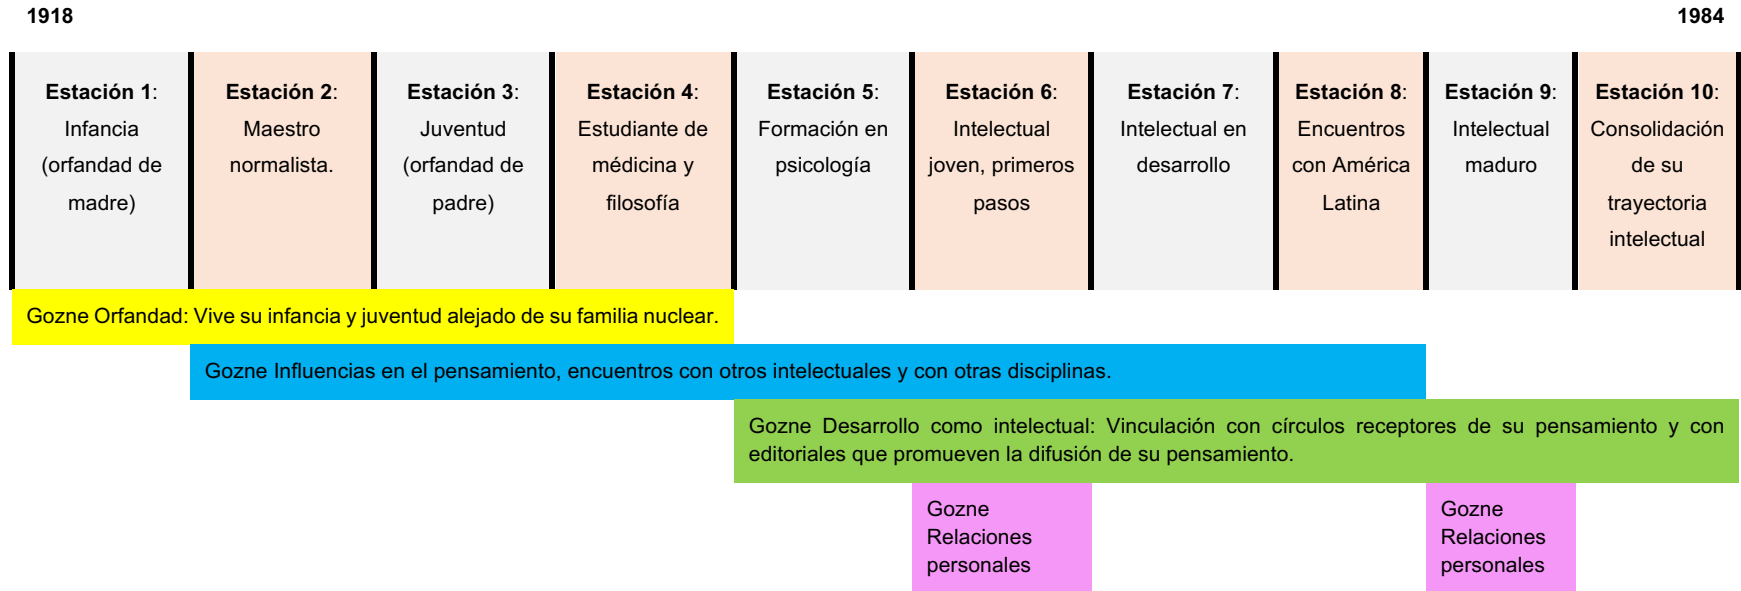 1918
1984
Estación 1:
Infancia
(orfandad de
madre)
Estación 2:
Maestro
normalista.
Estación 3:
Juventud
(orfandad de
padre)
Estación 4:
Estudiante de
médicina y
filosofía
Estación 5:
Formación en
psicología
Estación 6:
Intelectual
joven, primeros
pasos
Estación 7:
Intelectual en
desarrollo
Estación 8:
Encuentros
con América
Latina
Estación 9:
Intelectual
maduro
Estación 10:
Consolidación
de su
trayectoria
intelectual
Gozne Orfandad: Vive su infancia y juventud alejado de su familia nuclear.
Gozne Influencias en el pensamiento, encuentros con otros intelectuales y con otras disciplinas.
Gozne Desarrollo como intelectual: Vinculación con círculos receptores de su pensamiento y con
editoriales que promueven la difusión de su pensamiento.
Gozne
Relaciones
personales
Gozne
Relaciones
personales